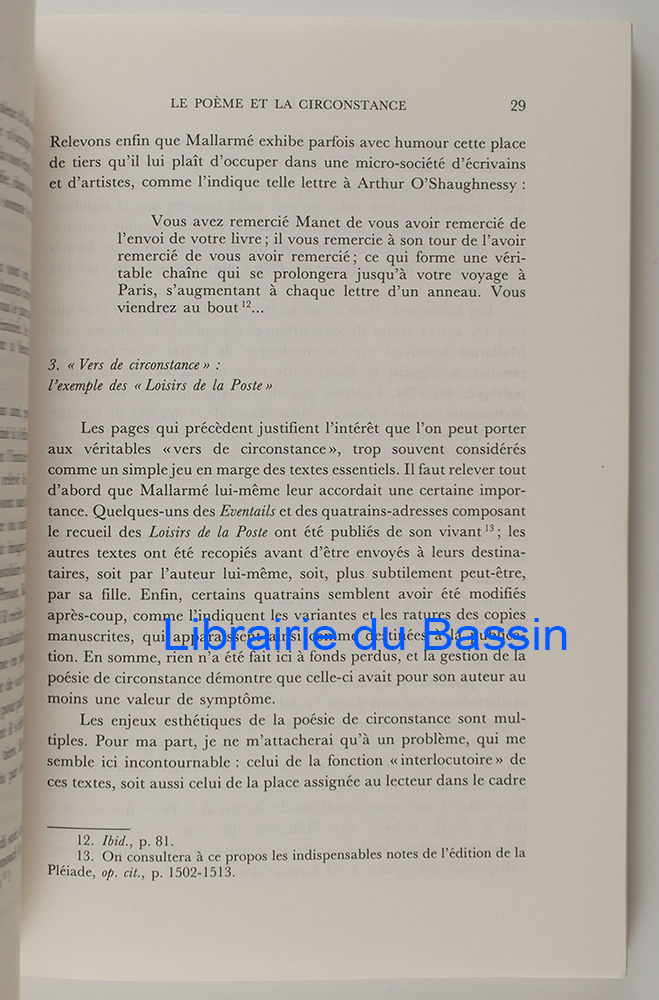 LE POÈME ET LA CIRCONSTANCE 29
Relevons enfin que Mallarmé exhibe parfois avec humour cette place
de tiers qu'il lui plaît d'occuper dans une micro-société d'écrivains
et d'artistes, comme l'indique telle lettre à Arthur O'Shaughnessy :
Vous avez remercié Manet de vous avoir remercié de
l'envoi de votre livre ; il vous remercie à son tour de l'avoir
remercié de vous avoir remercié ; ce qui forme une véri-
table chaîne qui se prolongera jusqu'à votre voyage à
Paris, s'augmentant à chaque lettre d'un anneau. Vous
viendrez au bout 12...
3. « Vers de circonstance » :
l'exemple des « Loisirs de la Poste »
Les pages qui précèdent justifient l'intérêt que l'on peut porter
aux véritables « vers de circonstance », trop souvent considérés
comme un simple jeu en marge des textes essentiels. Il faut relever tout
d'abord que Mallarmé lui-même leur accordait une certaine impor-
tance. Quelques-uns des Eventails et des quatrains-adresses composant
le recueil des Loisirs de la Poste ont été publiés de son vivant 13 ; les
autres textes ont été recopiés avant d'être envoyés à leurs destina-
taires, soit par l'auteur lui-même, soit, plus subtilement peut-être,
par sa fille. Enfin, certains quatrains semblent avoir été modifiés
après-coup, comme l'indiquent les variantes et les ratures des copies
manuscrites, qui apparaissent ainsi comme destinées à la publica-
Librairie du Bassin
tion. En somme, rien n'a été fait ici à fonds perdus, et la gestion de la
poésie de circonstance démontre que celle-ci avait pour son auteur au
moins une valeur de symptôme.
Les enjeux esthétiques de la poésie de circonstance sont mul-
tiples. Pour ma part, je ne m'attacherai qu'à un problème, qui me
semble ici incontournable : celui de la fonction « interlocutoire » de
ces textes, soit aussi celui de la place assignée au lecteur dans le cadre
12. Ibid., p. 81.
13. On consultera à ce propos les indispensables notes de l'édition de la
Pléiade, op. cit., p. 1502-1513.